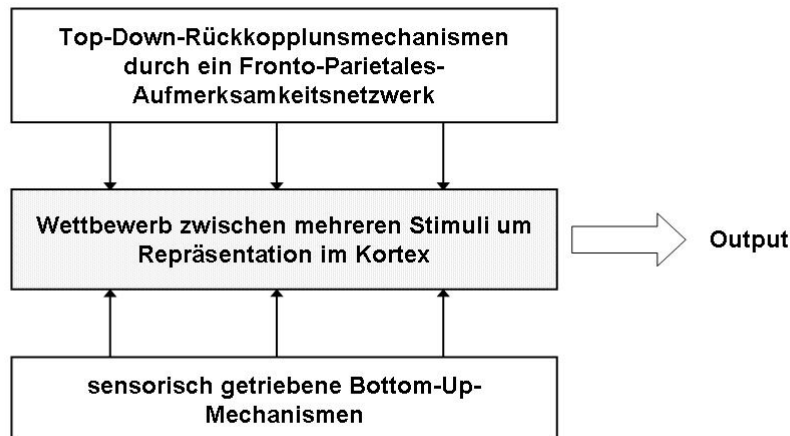 Top-Down-Rückkopplunsmechanismen
durch ein Fronto-Parietales-
Aufmerksamkeitsnetzwerk
Wettbewerb zwischen mehreren Stimuli um
Repräsentation im Kortex
Output
sensorisch getriebene Bottom-Up-
Mechanismen